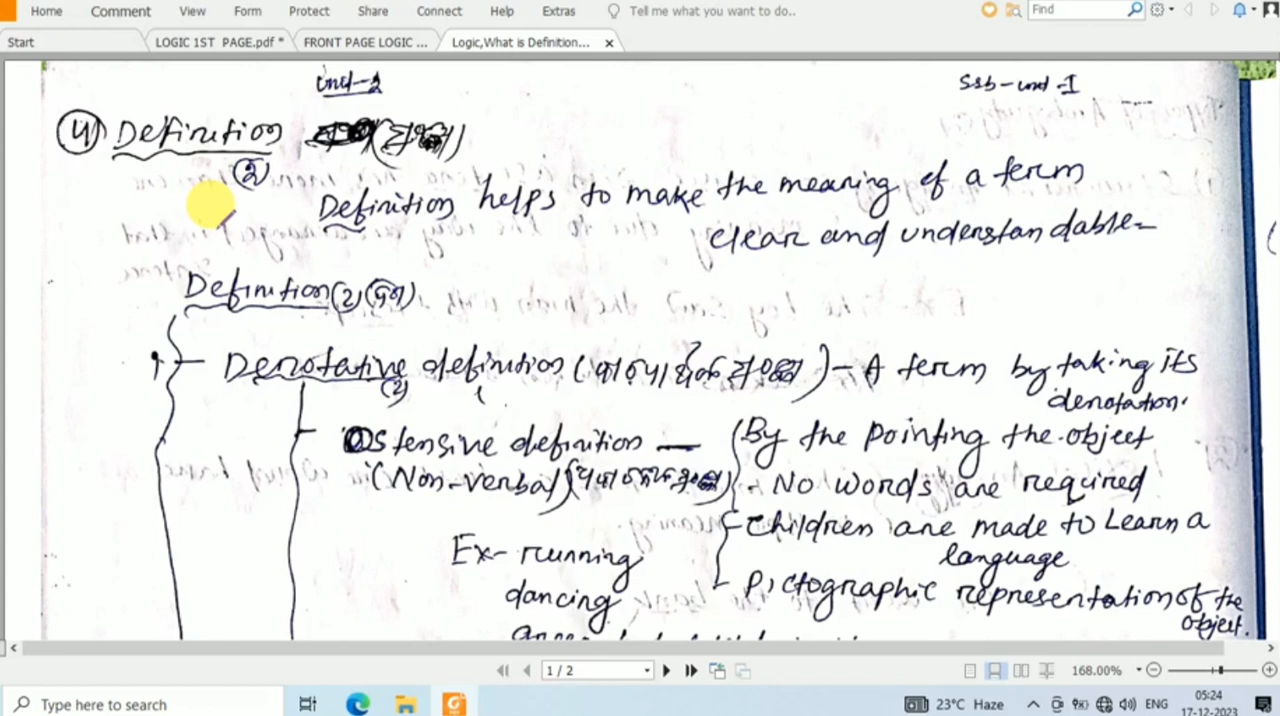 Home Comment View Form Protect Share Connect Help Extras Tell me what you want to do.. Find
Start LOGIC 1ST PAGE.pdf * FRONT PAGE LOGIC ... Logic,What is Definition... ×
Unit-2
Ssb-unit-I
4) Definition
(2)
Definition helps to make the meaning of a term
clear and understandable-
Definition (2)
1 Denotative definition ( ) - A term by taking its
(2) denotation.
Ostensive definition — By the pointing the object
(Non-verbal) - No words are required
- Children are made to Learn a
language
Ex- running
dancing
- Pictographic representation of the
object.
1 / 2
168.00%
Type here to search
23°C Haze
ENG
05:24
17-12-2023